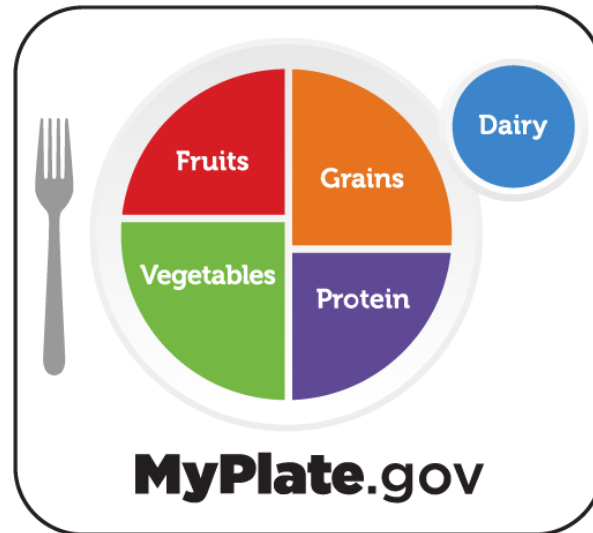 Fruits
Grains
Dairy
Vegetables
Protein
MyPlate.gov